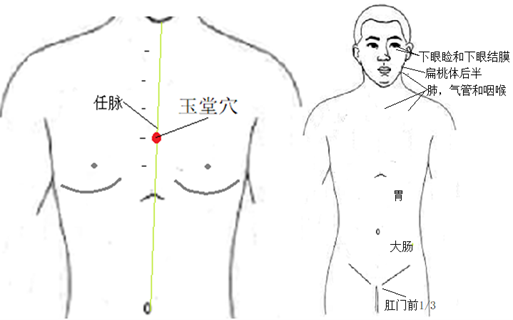 任脉
玉堂穴
下眼睑和下眼结膜
扁桃体后半
肺，气管和咽喉
胃
大肠
肛门前1/3